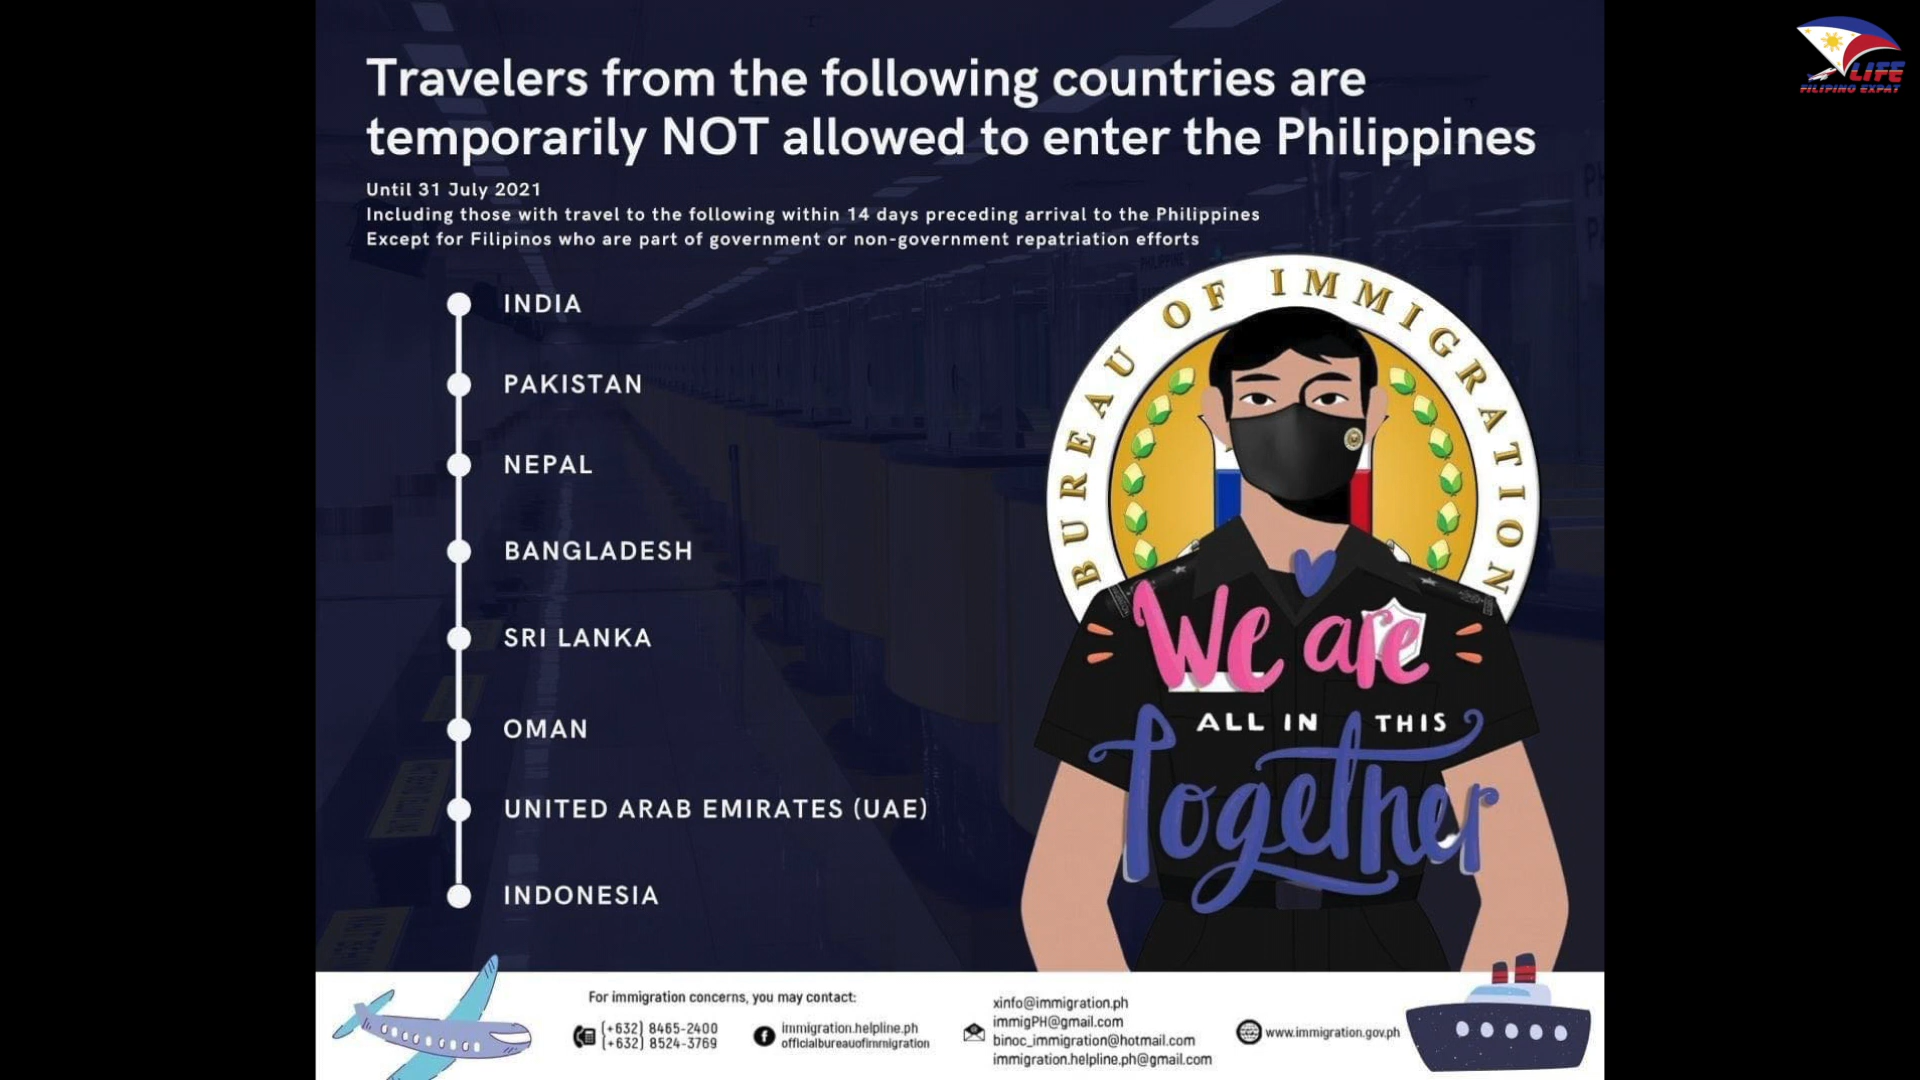 Travelers from the following countries are
temporarily NOT allowed to enter the Philippines
Until 31 July 2021
Including those with travel to the following within 14 days preceding arrival to the Philippines
Except for Filipinos who are part of government or non-government repatriation efforts
INDIA
PAKISTAN
NEPAL
BANGLADESH
SRI LANKA
OMAN
UNITED ARAB EMIRATES (UAE)
INDONESIA
BUREAU OF IMMIGRATION
We are
ALL IN THIS
Together
For immigration concerns, you may contact:
(+632) 8465-2400
(+632) 8524-3769
immigration.helpline.ph
officialbureauofimmigration
xinfo@immigration.ph
immigPH@gmail.com
binoc_immigration@hotmail.com
immigration.helpline.ph@gmail.com
www.immigration.gov.ph
LIFE
FILIPINO EXPAT